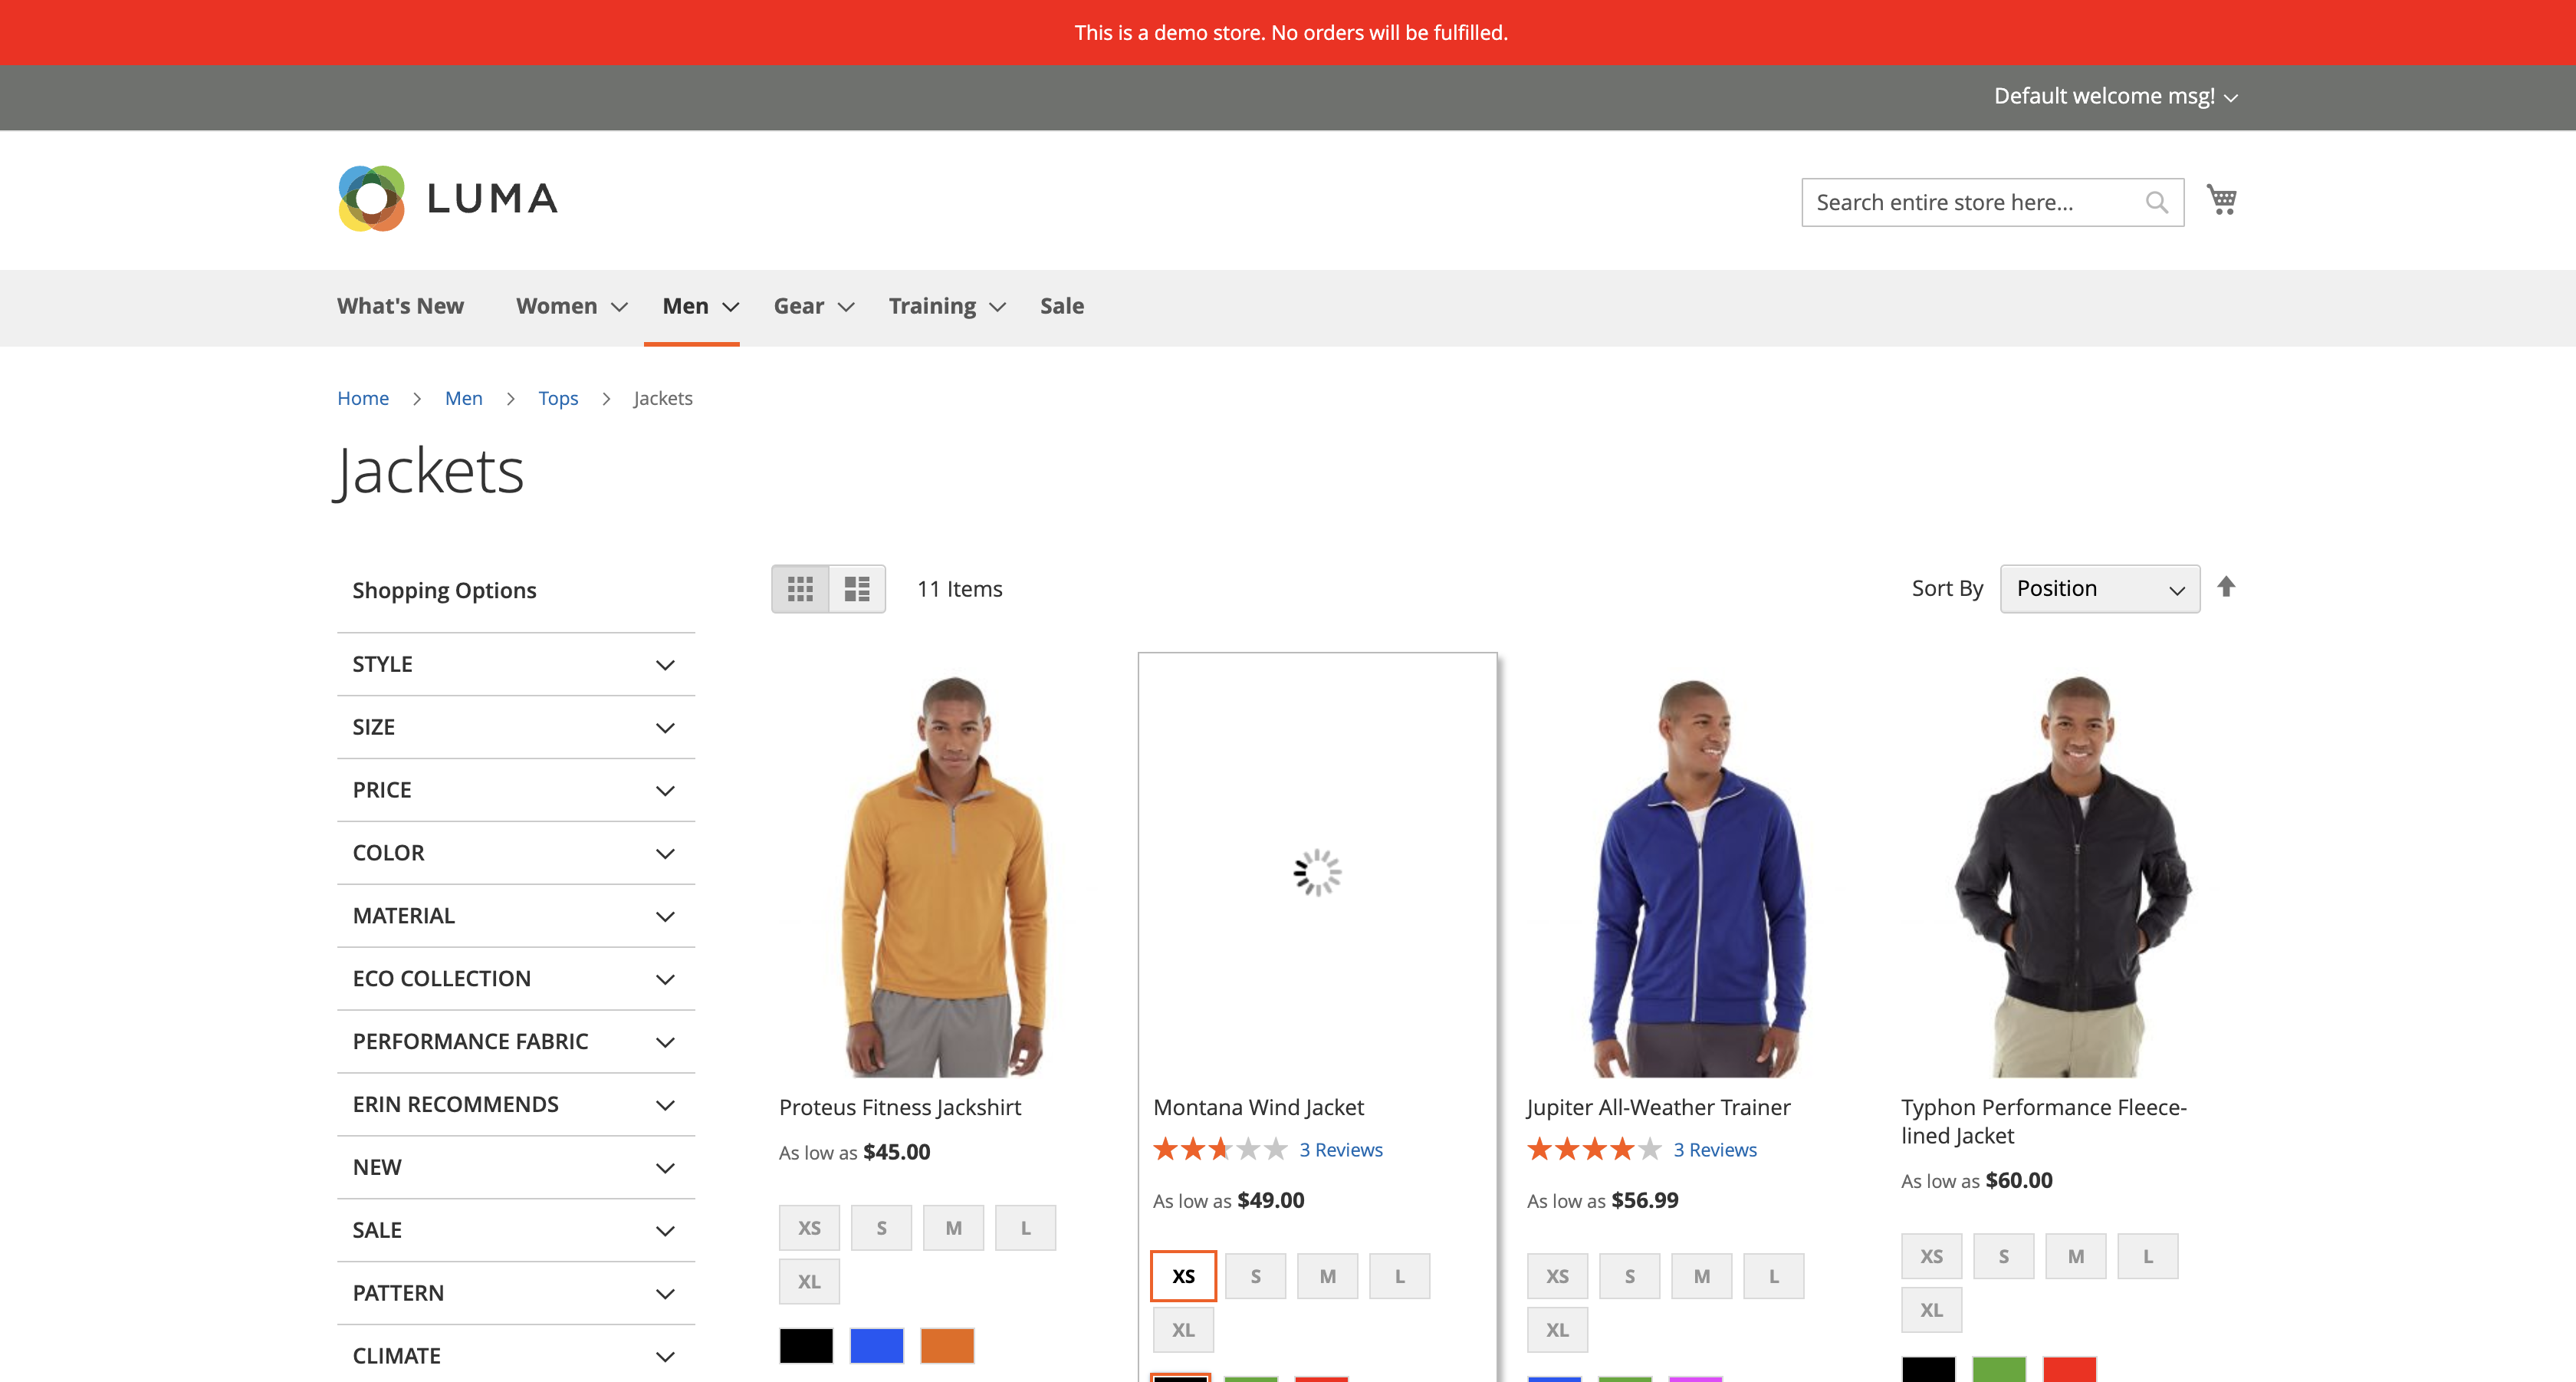 This is a demo store. No orders will be fulfilled.
Default welcome msg!
LUMA
Search entire store here...
What's New Women Men Gear Training Sale
Home Men Tops Jackets
Jackets
Shopping Options
11 Items
Sort By Position
STYLE
SIZE
PRICE
COLOR
MATERIAL
ECO COLLECTION
PERFORMANCE FABRIC
ERIN RECOMMENDS
NEW
SALE
PATTERN
CLIMATE
Proteus Fitness Jackshirt
As low as $45.00
XS S M L
XL
Montana Wind Jacket
3 Reviews
As low as $49.00
XS S M L
XL
Jupiter All-Weather Trainer
3 Reviews
As low as $56.99
XS S M L
XL
Typhon Performance Fleece-
lined Jacket
As low as $60.00
XS S M L
XL